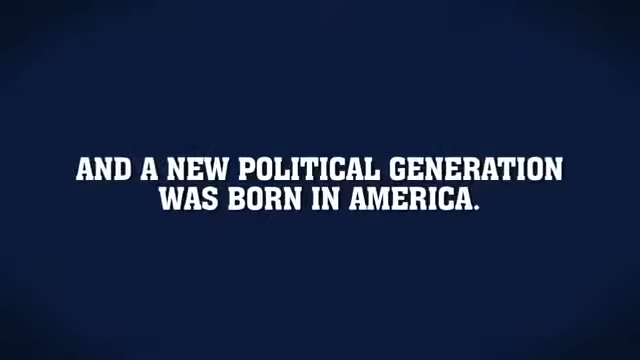 AND A NEW POLITICAL GENERATION
WAS BORN IN AMERICA.